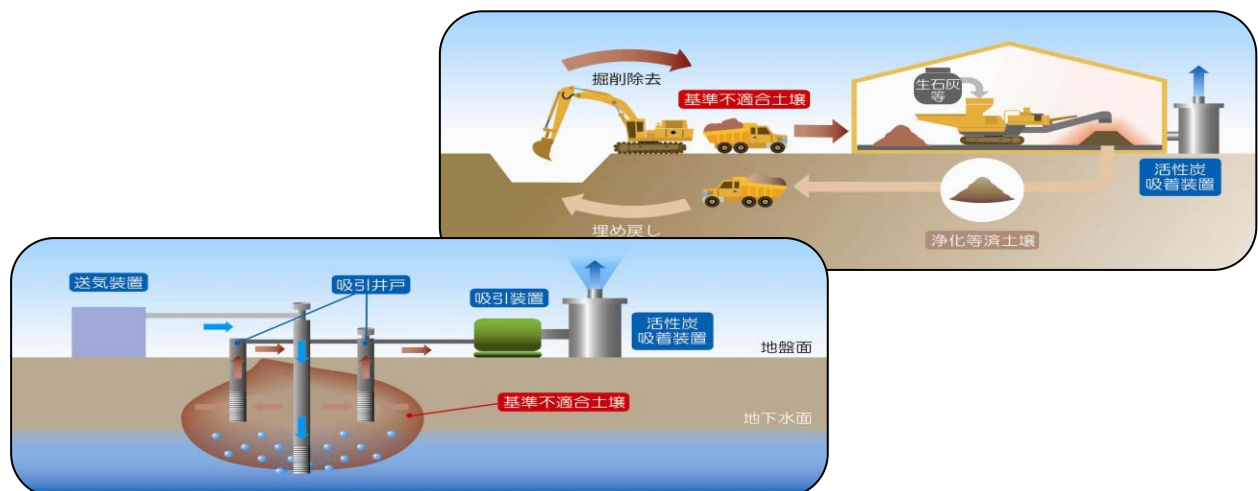 掘削除去
基準不適合土壌
生石灰
等
活性炭
吸着装置
埋め戻し
浄化等済土壌
送気装置
吸引井戸
吸引装置
活性炭
吸着装置
地盤面
基準不適合土壌
地下水面